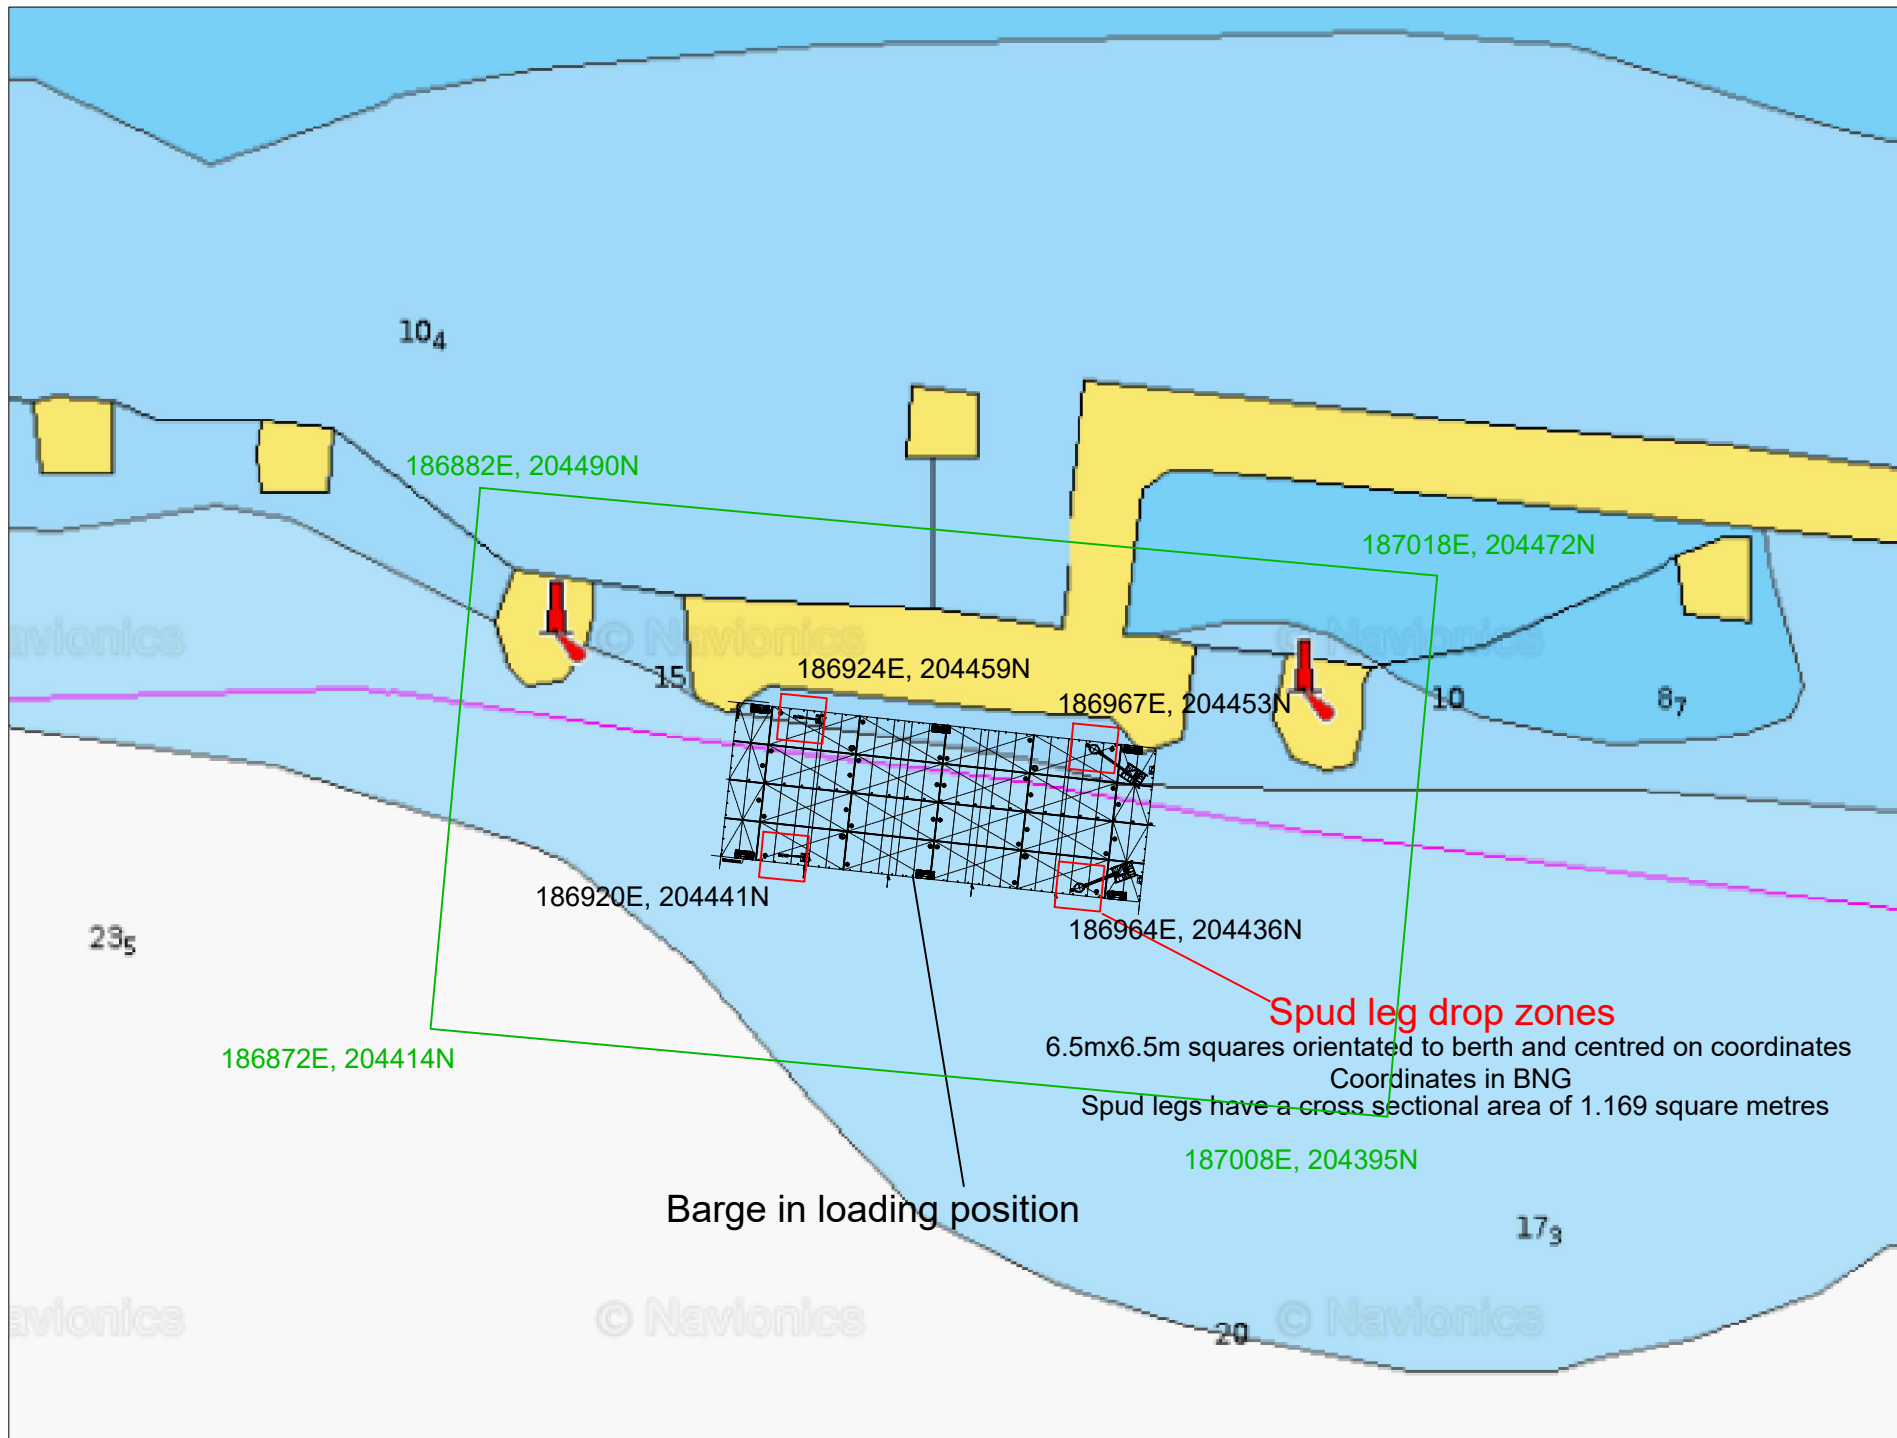 10₄
186882E, 204490N
187018E, 204472N
avionics
© Navionics
© Navionics
186924E, 204459N
15
186967E, 204453N
10
8₇
186920E, 204441N
186964E, 204436N
23₅
Spud leg drop zones
6.5mx6.5m squares orientated to berth and centred on coordinates
186872E, 204414N
Coordinates in BNG
Spud legs have a cross sectional area of 1.169 square metres
187008E, 204395N
Barge in loading position
17₃
avionics
© Navionics
© Navionics
20